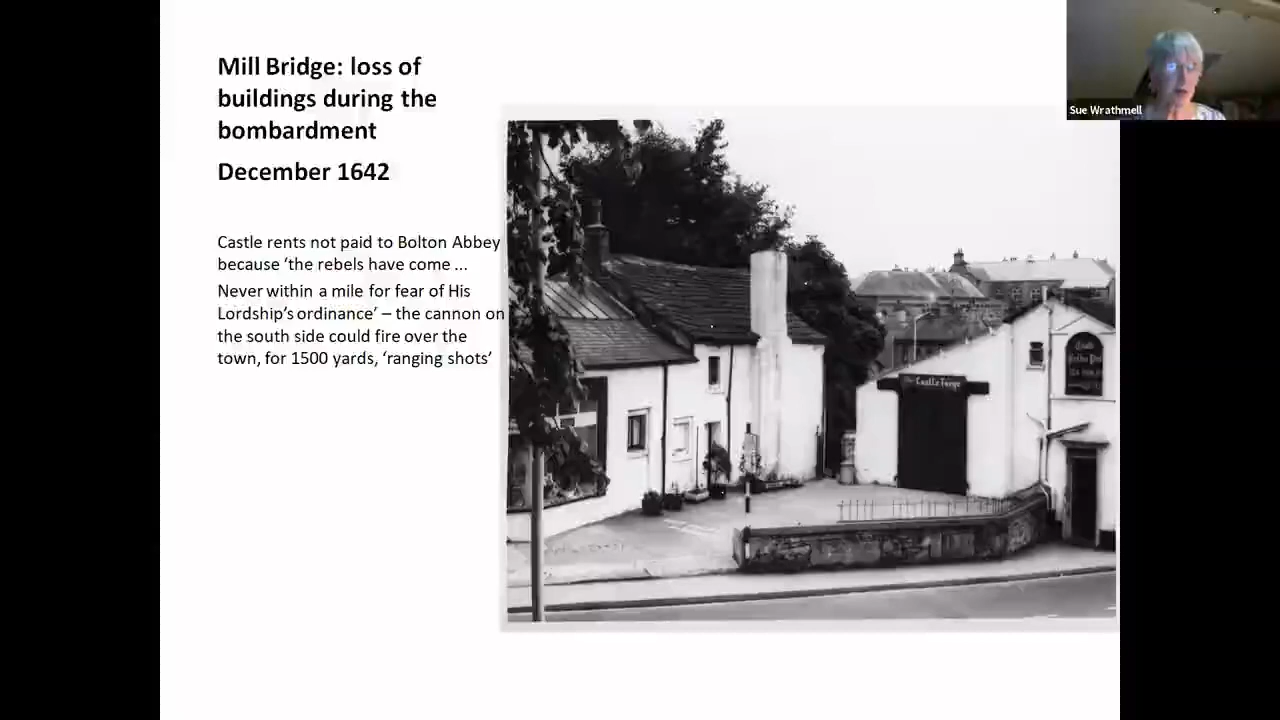 Mill Bridge: loss of
buildings during the
bombardment
December 1642
Castle rents not paid to Bolton Abbey
because ‘the rebels have come ...
Never within a mile for fear of His
Lordship’s ordinance’ – the cannon on
the south side could fire over the
town, for 1500 yards, ‘ranging shots’
Sue Wrathmell
Castle Forge